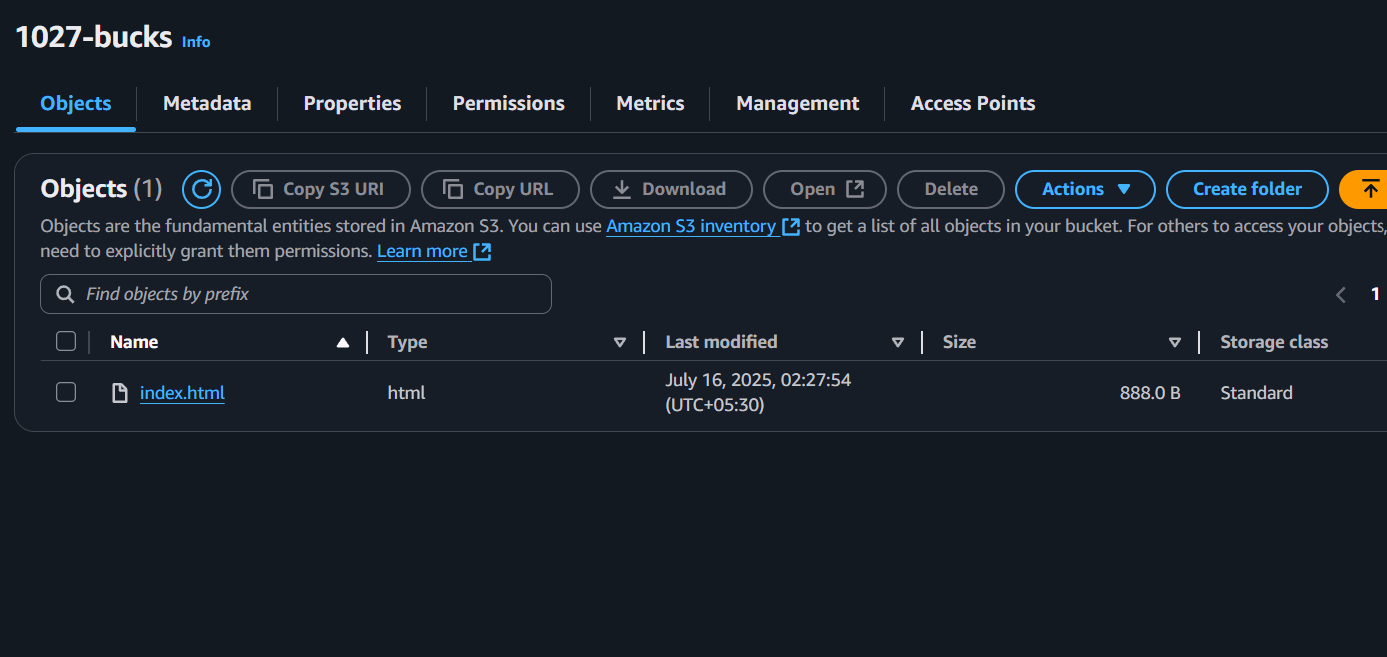 1027-bucks Info
Objects Metadata Properties Permissions Metrics Management Access Points
Objects (1) Copy S3 URI Copy URL Download Open Delete Actions Create folder
Objects are the fundamental entities stored in Amazon S3. You can use Amazon S3 inventory to get a list of all objects in your bucket. For others to access your objects,
need to explicitly grant them permissions. Learn more
Find objects by prefix
1
Name Type Last modified Size Storage class
index.html html July 16, 2025, 02:27:54 888.0 B Standard
(UTC+05:30)